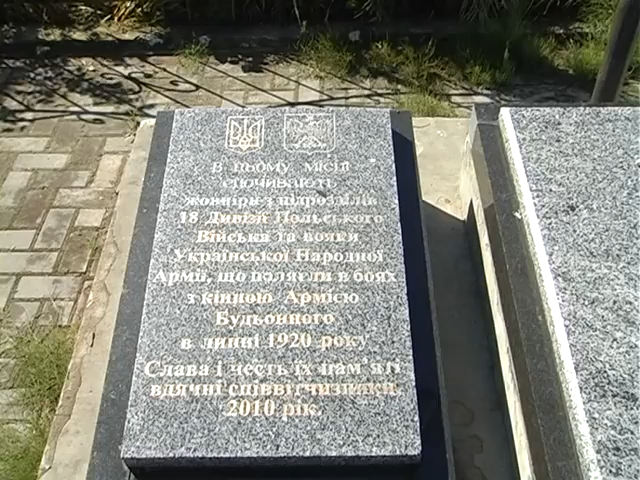 В цьому місці
спочивають
жовніри з підрозділів
18 Дивізії Польського
Війська та вояки
Української Народної
Армії, що полягли в боях
з кінною Армією
Будьонного
в липні 1920 року
Слава і честь їх пам'яті
вдячні співвітчизники.
2010 рік.